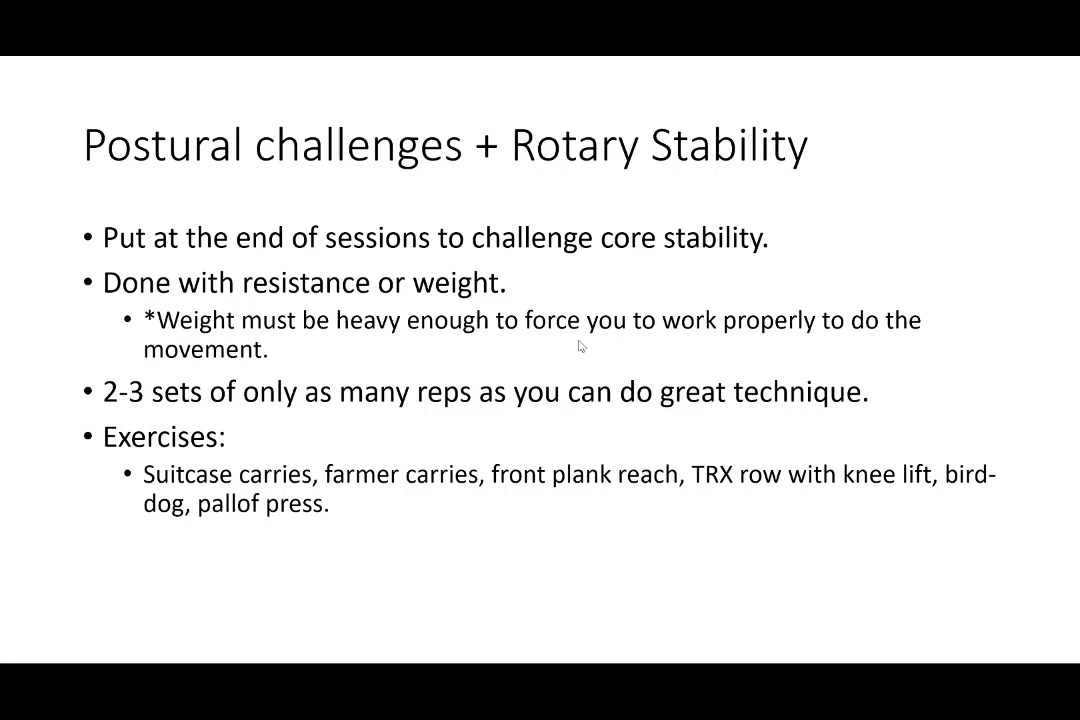 Postural challenges + Rotary Stability
• Put at the end of sessions to challenge core stability.
• Done with resistance or weight.
• *Weight must be heavy enough to force you to work properly to do the
movement.
• 2-3 sets of only as many reps as you can do great technique.
• Exercises:
• Suitcase carries, farmer carries, front plank reach, TRX row with knee lift, bird-
dog, pallof press.